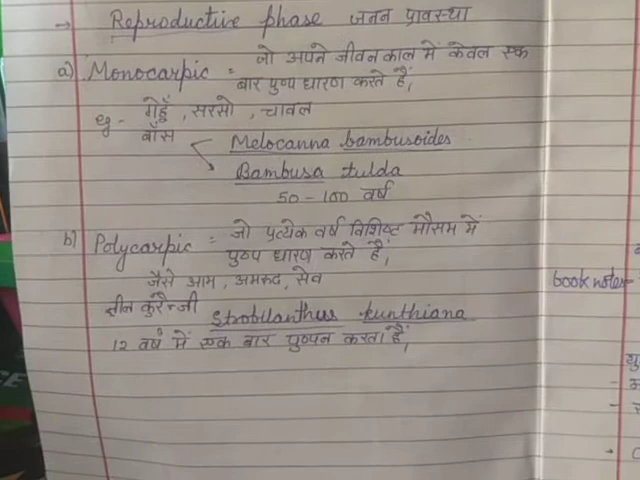 → Reproductive phase जनन प्रावस्था
a) Monocarpic = जो अपने जीवनकाल में केवल एक
बार पुष्प धारण करते हैं,
eg - गेहूँ, सरसो, चावल
बाँस Melocanna bambusoides
Bambusa tulda
50 - 100 वर्ष
b) Polycarpic = जो प्रत्येक वर्ष विशिष्ट मौसम में
पुष्प धारण करते हैं,
जैसे आम, अमरूद, सेव
book notes
नील कुरेन्जी Strobilanthus kunthiana
12 वर्ष में एक बार पुष्पन करता है,